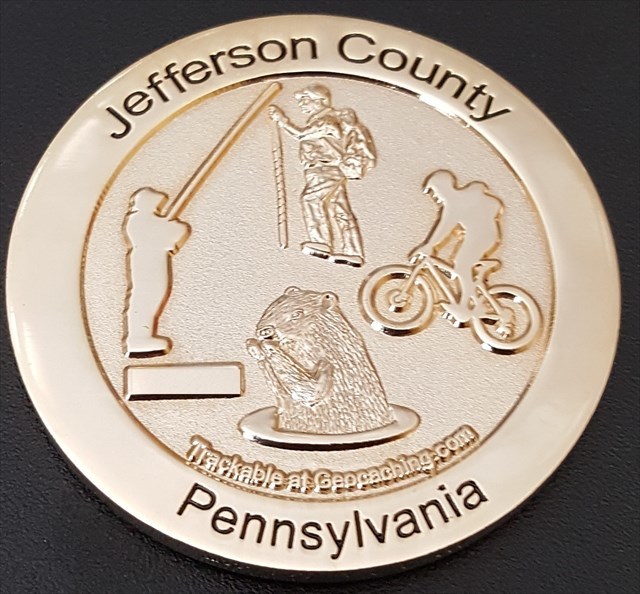 Jefferson County
Trackable at Geocaching.com
Pennsylvania